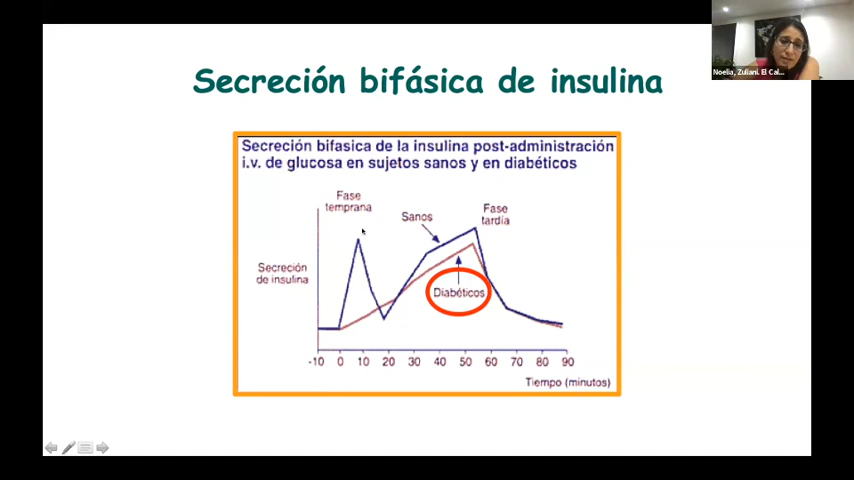 Noelia, Zuliani. El Cal...
Secreción bifásica de insulina
Secreción bifasica de la insulina post-administración
i.v. de glucosa en sujetos sanos y en diabéticos
Fase
temprana
Sanos
Fase
tardía
Secreción
de insulina
Diabéticos
-10 0 10 20 30 40 50 60 70 80 90
Tiempo (minutos)